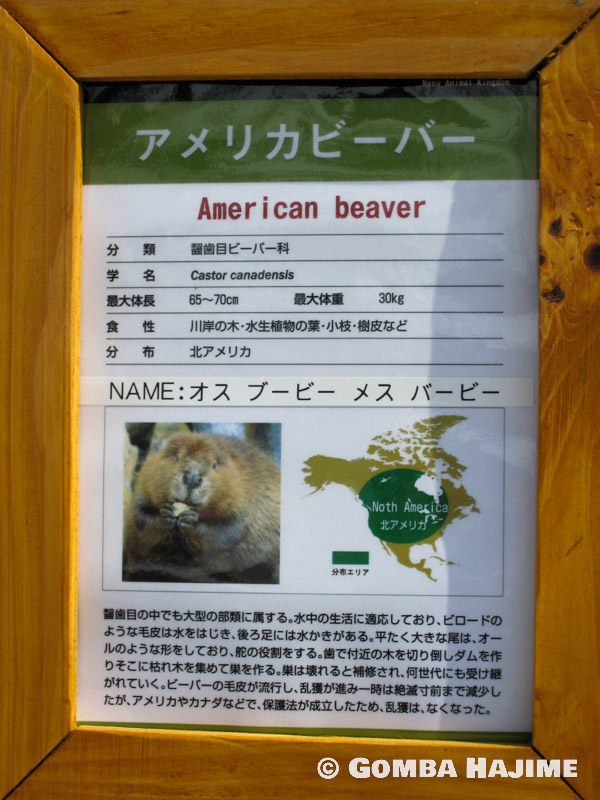 Nasu Animal Kingdom
アメリカビーバー
American beaver
分 類 齧歯目ビーバー科
学 名 Castor canadensis
最大体長 65～70cm 最大体重 30kg
食 性 川岸の木・水生植物の葉・小枝・樹皮など
分 布 北アメリカ
NAME:オス ブービー メス バービー
Noth America
北アメリカ
分布エリア
齧歯目の中でも大型の部類に属する。水中の生活に適応しており、ビロード
のような毛皮は水をはじき、後ろ足には水かきがある。平たく大きな尾は、オー
ルのような形をしており、舵の役割をする。歯で付近の木を切り倒しダムを作
りそこに枯れ木を集めて巣を作る。巣は壊れると補修され、何世代にも受け継
がれていく。ビーバーの毛皮が流行し、乱獲が進み一時は絶滅寸前まで減少し
たが、アメリカやカナダなどで、保護法が成立したため、乱獲は、なくなった。
© GOMBA HAJIME